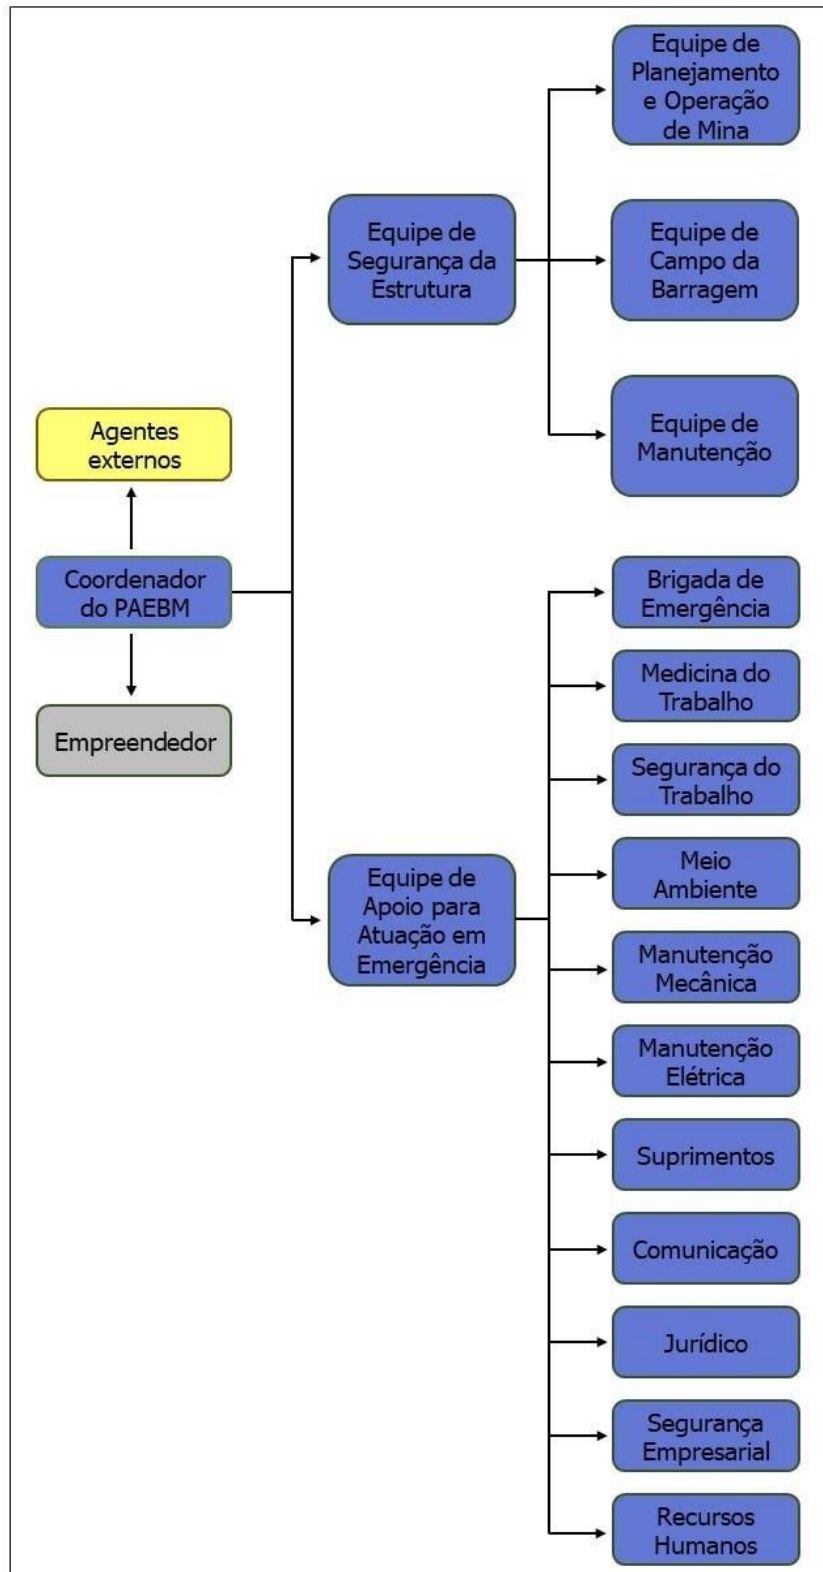 Equipe de
Planejamento
e Operação
de Mina
Equipe de
Segurança da
Estrutura
Equipe de
Campo da
Barragem
Equipe de
Manutenção
Agentes
externos
Coordenador
do PAEBM
Empreendedor
Equipe de
Apoio para
Atuação em
Emergência
Brigada de
Emergência
Medicina do
Trabalho
Segurança do
Trabalho
Meio
Ambiente
Manutenção
Mecânica
Manutenção
Elétrica
Suprimentos
Comunicação
Jurídico
Segurança
Empresarial
Recursos
Humanos